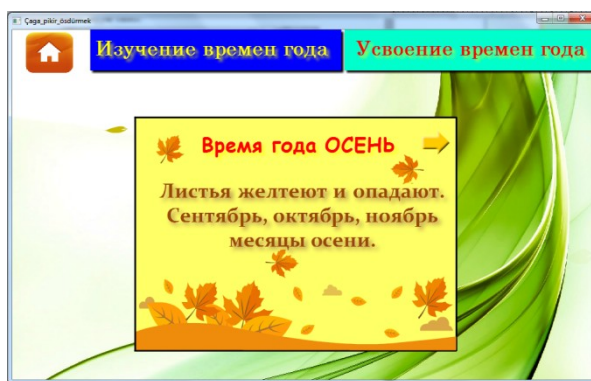 Çaga_pikir_ösdürmek
Изучение времен года
Усвоение времен года
Время года ОСЕНЬ
Листья желтеют и опадают.
Сентябрь, октябрь, ноябрь
месяцы осени.